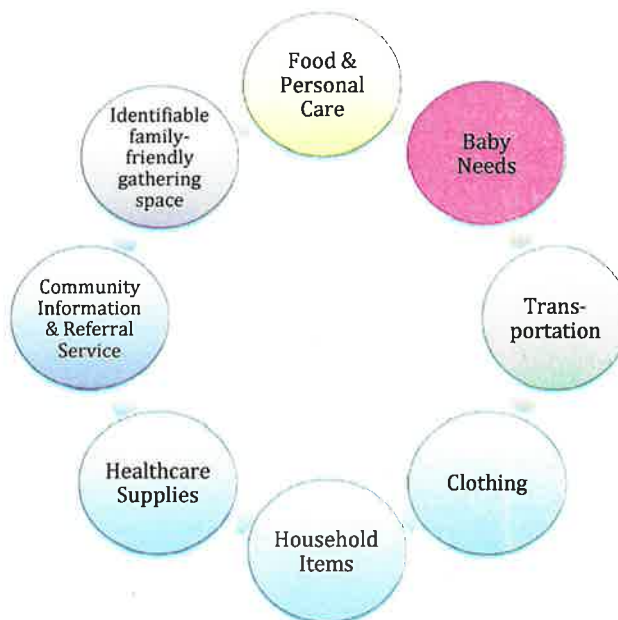 Food &
Personal
Care
Baby
Needs
Trans-
portation
Clothing
Household
Items
Healthcare
Supplies
Community
Information
& Referral
Service
Identifiable
family-
friendly
gathering
space